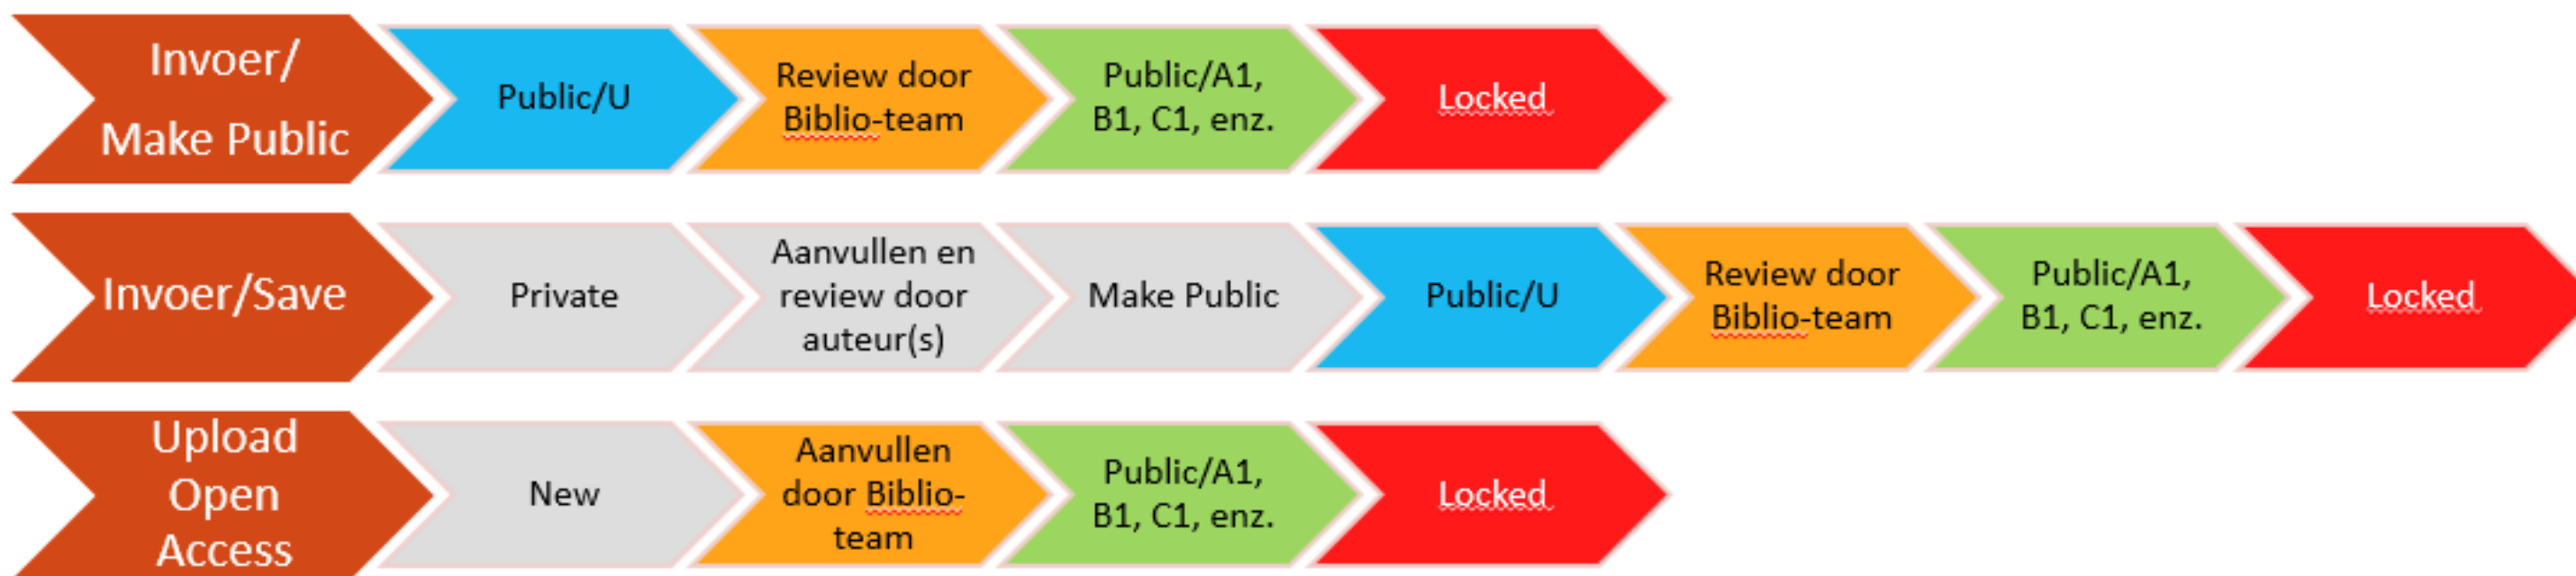 Invoer/
Make Public
Public/U
Review door
Biblio-team
Public/A1,
B1, C1, enz.
Locked
Invoer/Save
Private
Aanvullen en
review door
auteur(s)
Make Public
Public/U
Review door
Biblio-team
Public/A1,
B1, C1, enz.
Locked
Upload
Open
Access
New
Aanvullen
door Biblio-
team
Public/A1,
B1, C1, enz.
Locked